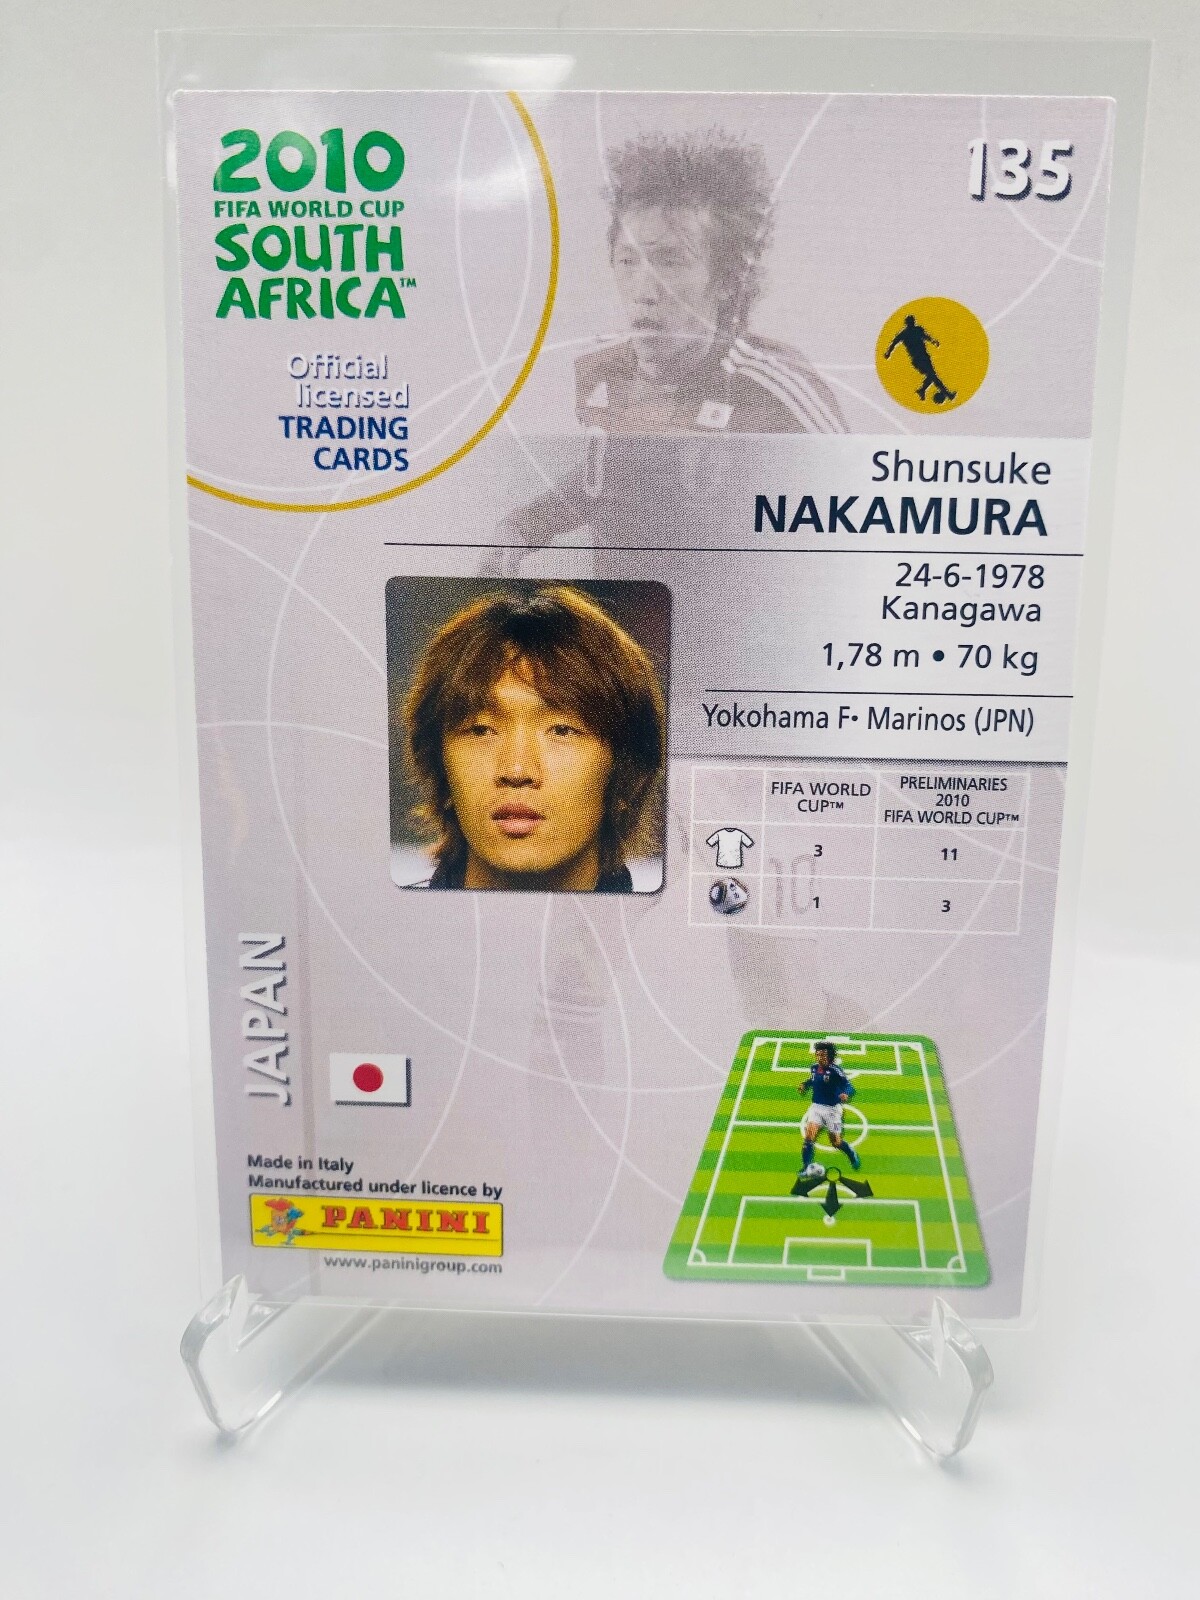 2010
FIFA WORLD CUP
SOUTH
AFRICA™
Official
licensed
TRADING
CARDS
135
Shunsuke
NAKAMURA
24-6-1978
Kanagawa
1,78 m • 70 kg
Yokohama F• Marinos (JPN)
FIFA WORLD
CUP™
PRELIMINARIES
2010
FIFA WORLD CUP™
3
11
1
3
10
JAPAN
Made in Italy
Manufactured under licence by
PANINI
www.paninigroup.com